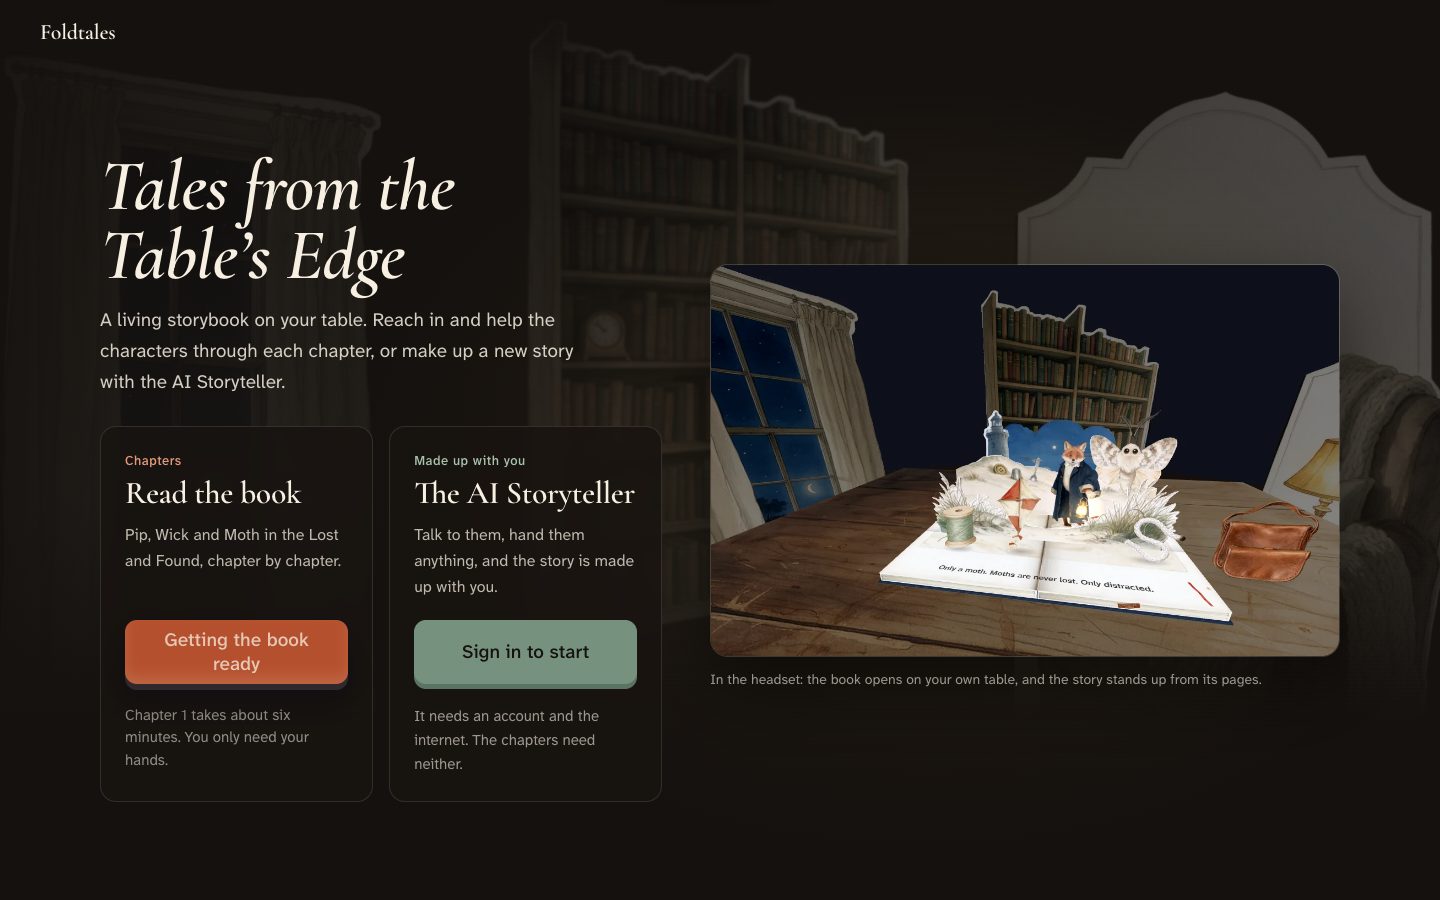 Foldtales
Tales from the
Table’s Edge
A living storybook on your table. Reach in and help the
characters through each chapter, or make up a new story
with the AI Storyteller.
Chapters
Read the book
Pip, Wick and Moth in the Lost
and Found, chapter by chapter.
Getting the book
ready
Chapter 1 takes about six
minutes. You only need your
hands.
Made up with you
The AI Storyteller
Talk to them, hand them
anything, and the story is made
up with you.
Sign in to start
It needs an account and the
internet. The chapters need
neither.
Only a moth. Moths are never lost. Only distracted.
In the headset: the book opens on your own table, and the story stands up from its pages.